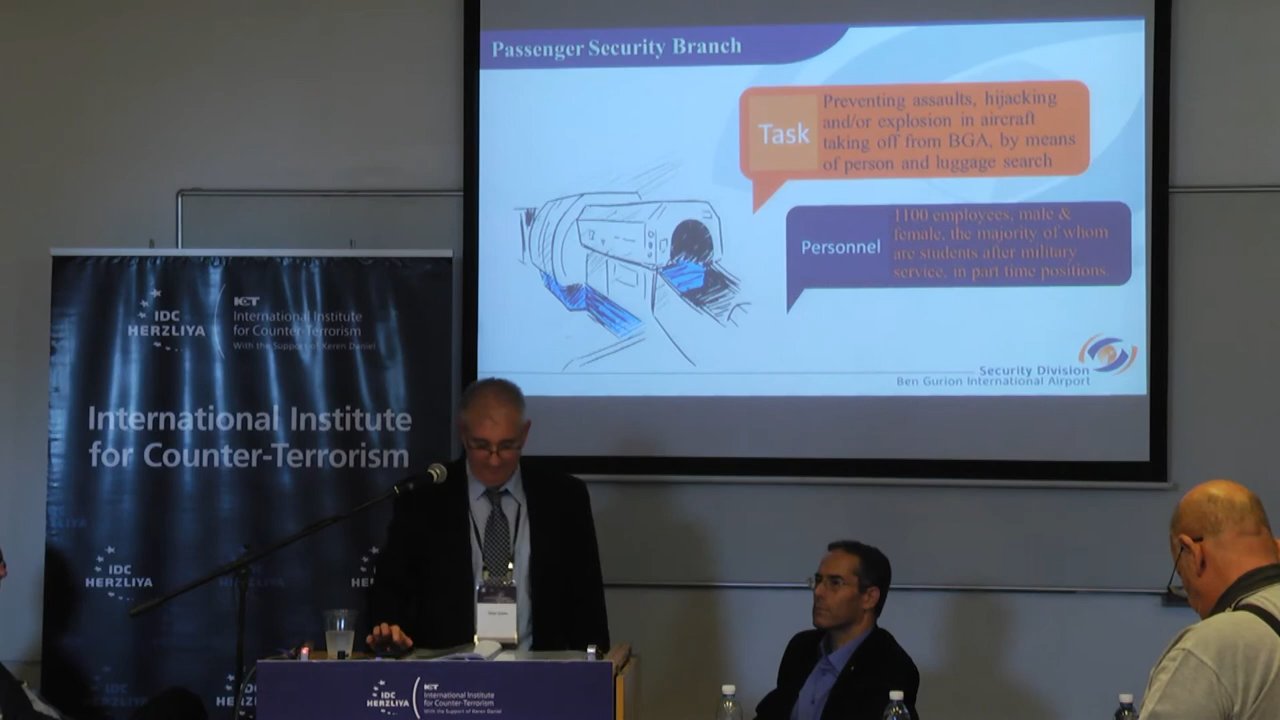 Passenger Security Branch
Task
Preventing assaults, hijacking
and/or explosion in aircraft
taking off from BGA, by means
of person and luggage search
Personnel
1100 employees, male &
female, the majority of whom
are students after military
service, in part time positions.
Security Division
Ben Gurion International Airport
IDC
HERZLIYA
ICT
International Institute
for Counter-Terrorism
With the Support of Keren Daniel
International Institute
for Counter-Terrorism
IDC
HERZLIYA
IDC
HERZLIYA
ICT
International Institute
for Counter-Terrorism
With the Support of Keren Daniel